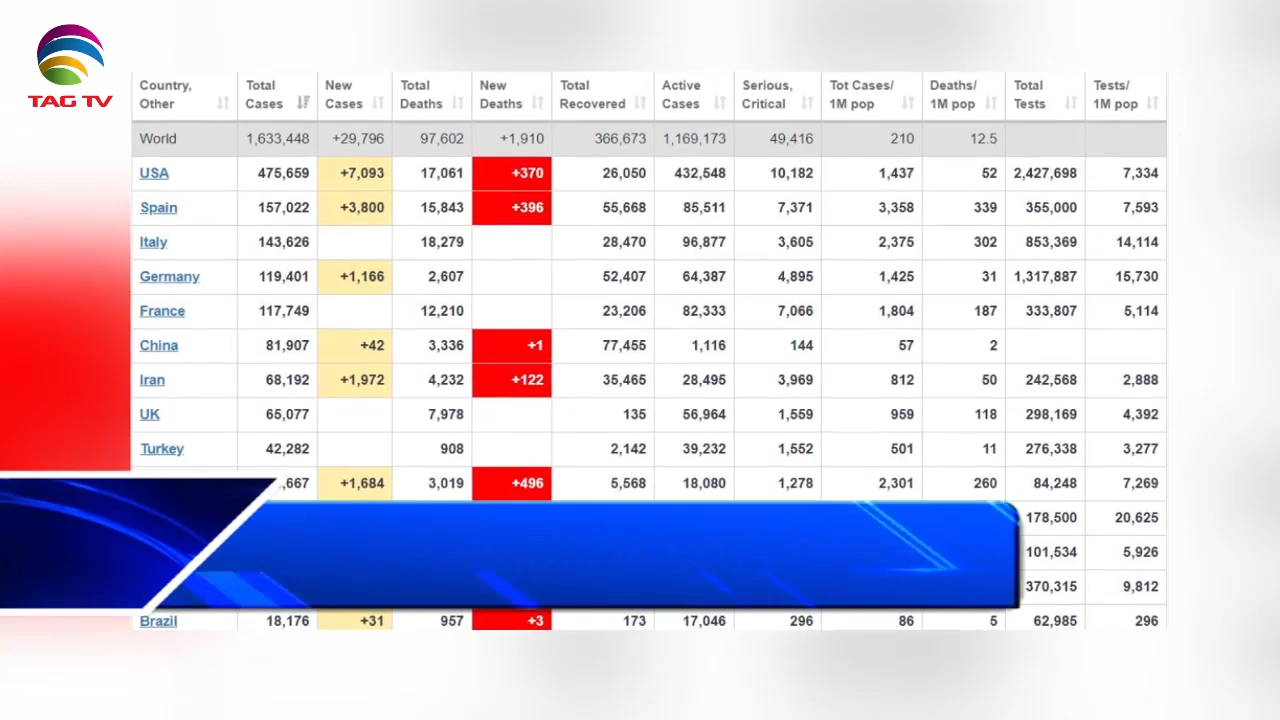 TAG TV
Country, Other Total Cases New Cases Total Deaths New Deaths Total Recovered Active Cases Serious, Critical Tot Cases/ 1M pop Deaths/ 1M pop Total Tests Tests/ 1M pop
World 1,633,448 +29,796 97,602 +1,910 366,673 1,169,173 49,416 210 12.5
USA 475,659 +7,093 17,061 +370 26,050 432,548 10,182 1,437 52 2,427,698 7,334
Spain 157,022 +3,800 15,843 +396 55,668 85,511 7,371 3,358 339 355,000 7,593
Italy 143,626 18,279 28,470 96,877 3,605 2,375 302 853,369 14,114
Germany 119,401 +1,166 2,607 52,407 64,387 4,895 1,425 31 1,317,887 15,730
France 117,749 12,210 23,206 82,333 7,066 1,804 187 333,807 5,114
China 81,907 +42 3,336 +1 77,455 1,116 144 57 2
Iran 68,192 +1,972 4,232 +122 35,465 28,495 3,969 812 50 242,568 2,888
UK 65,077 7,978 135 56,964 1,559 959 118 298,169 4,392
Turkey 42,282 908 2,142 39,232 1,552 501 11 276,338 3,277
,667 +1,684 3,019 +496 5,568 18,080 1,278 2,301 260 84,248 7,269
178,500 20,625
101,534 5,926
370,315 9,812
Brazil 18,176 +31 957 +3 173 17,046 296 86 5 62,985 296